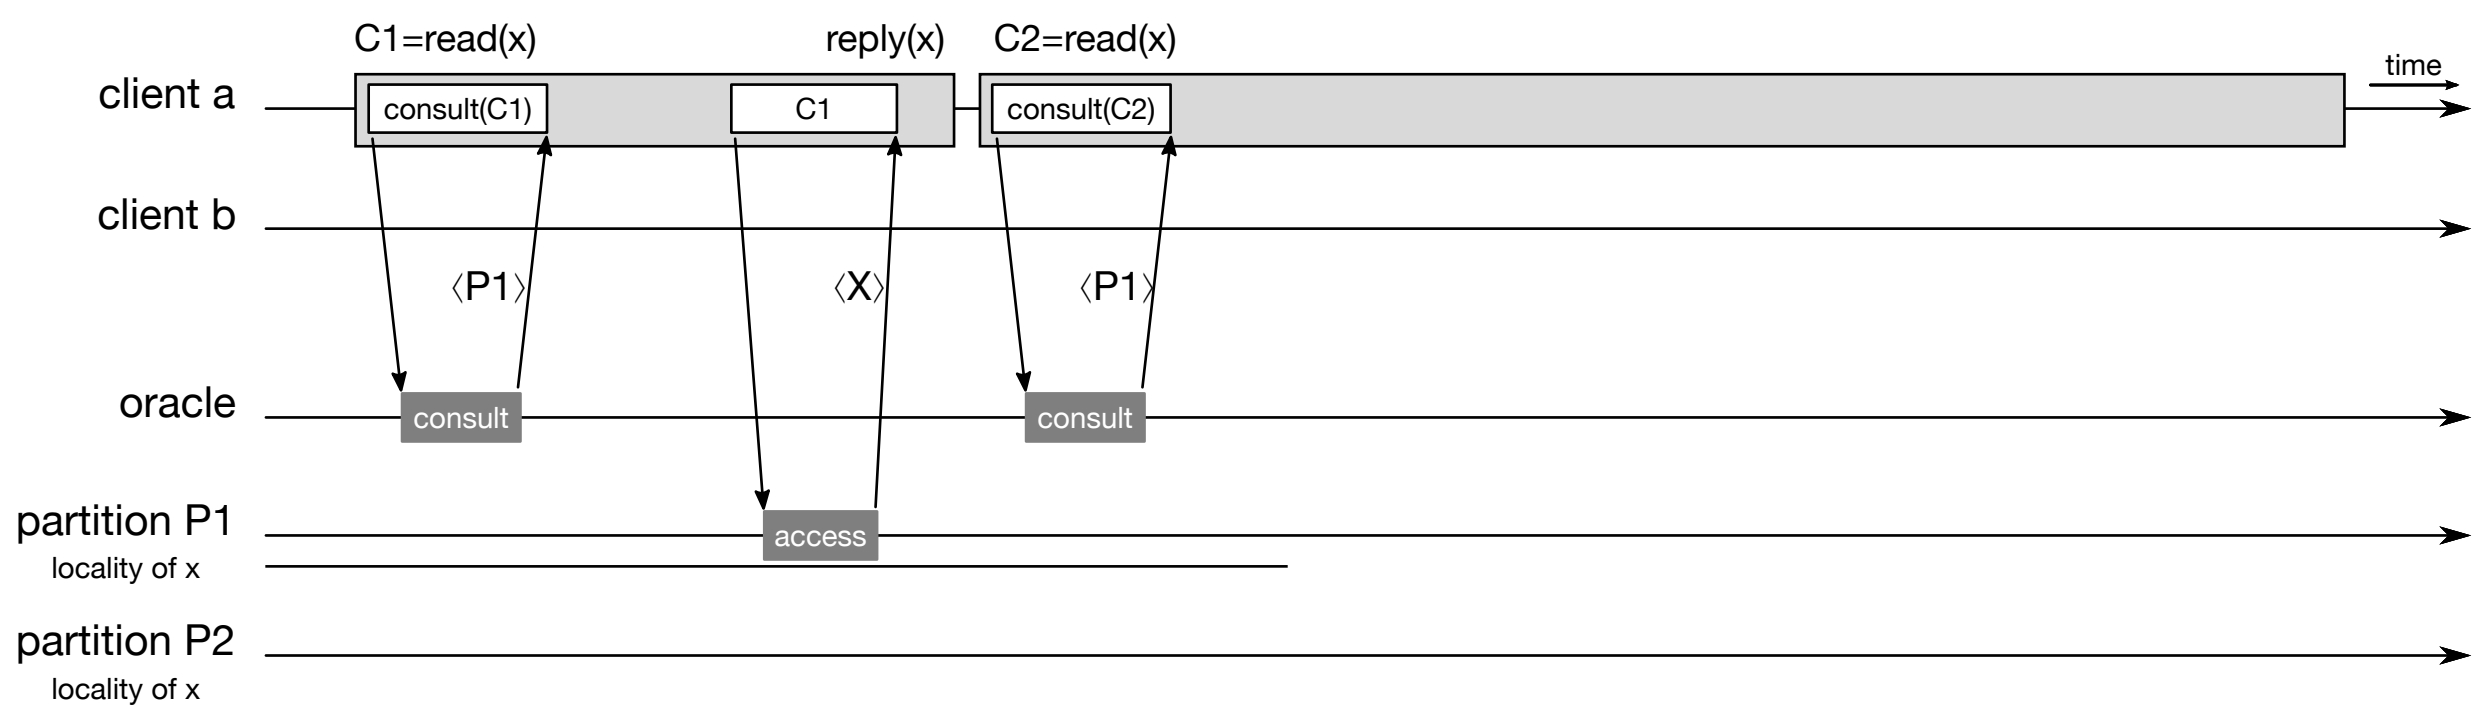 C1=read(x) reply(x) C2=read(x)
time
client a consult(C1) C1 consult(C2)
client b
⟨P1⟩ ⟨X⟩ ⟨P1⟩
oracle consult consult
partition P1 access
locality of x
partition P2
locality of x